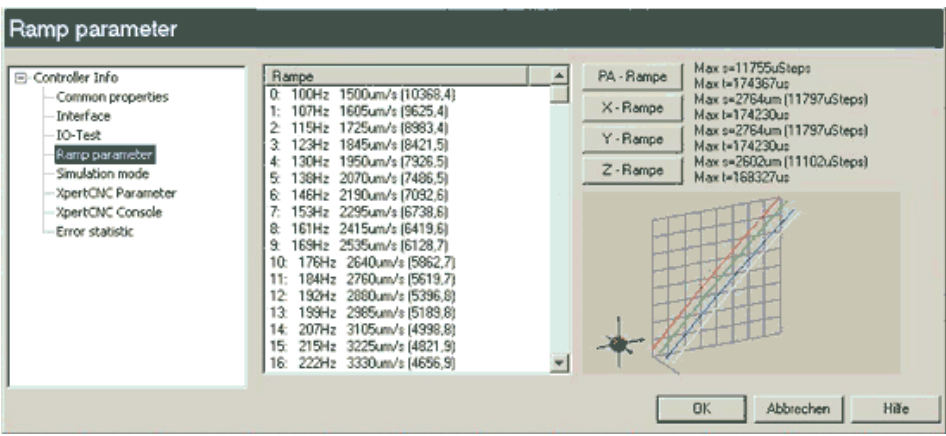 Ramp parameter
Controller Info
Common properties
Interface
IO-Test
Ramp parameter
Simulation mode
XpertCNC Parameter
XpertCNC Console
Error statistic
Rampe
0: 100Hz 1500um/s (10368,4)
1: 107Hz 1605um/s (9625,4)
2: 115Hz 1725um/s (8983,4)
3: 123Hz 1845um/s (8421,5)
4: 130Hz 1950um/s (7926,5)
5: 138Hz 2070um/s (7486,5)
6: 146Hz 2190um/s (7092,6)
7: 153Hz 2295um/s (6738,6)
8: 161Hz 2415um/s (6419,6)
9: 169Hz 2535um/s (6128,7)
10: 176Hz 2640um/s (5862,7)
11: 184Hz 2760um/s (5619,7)
12: 192Hz 2880um/s (5396,8)
13: 199Hz 2985um/s (5189,8)
14: 207Hz 3105um/s (4998,8)
15: 215Hz 3225um/s (4821,9)
16: 222Hz 3330um/s (4656,9)
PA - Rampe
X - Rampe
Y - Rampe
Z - Rampe
Max s=11755uSteps
Max t=174367us
Max s=2764um (11797uSteps)
Max t=174230us
Max s=2764um (11797uSteps)
Max t=174230us
Max s=2602um (11102uSteps)
Max t=168327us
OK
Abbrechen
Hilfe